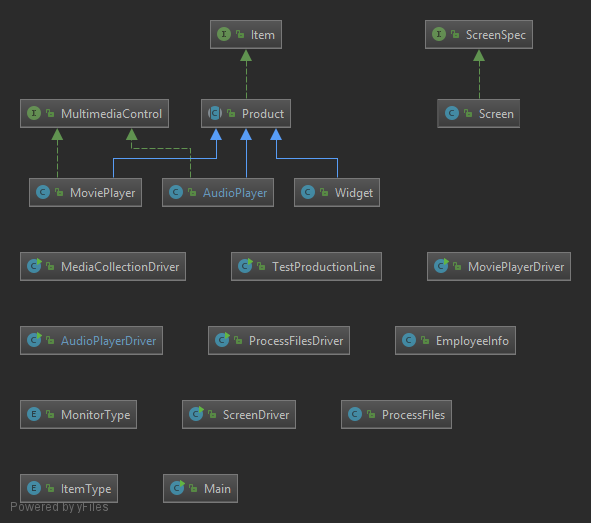 Item
ScreenSpec
MultimediaControl
Product
Screen
MoviePlayer
AudioPlayer
Widget
MediaCollectionDriver
TestProductionLine
MoviePlayerDriver
AudioPlayerDriver
ProcessFilesDriver
EmployeeInfo
MonitorType
ScreenDriver
ProcessFiles
ItemType
Main
Powered by yFiles